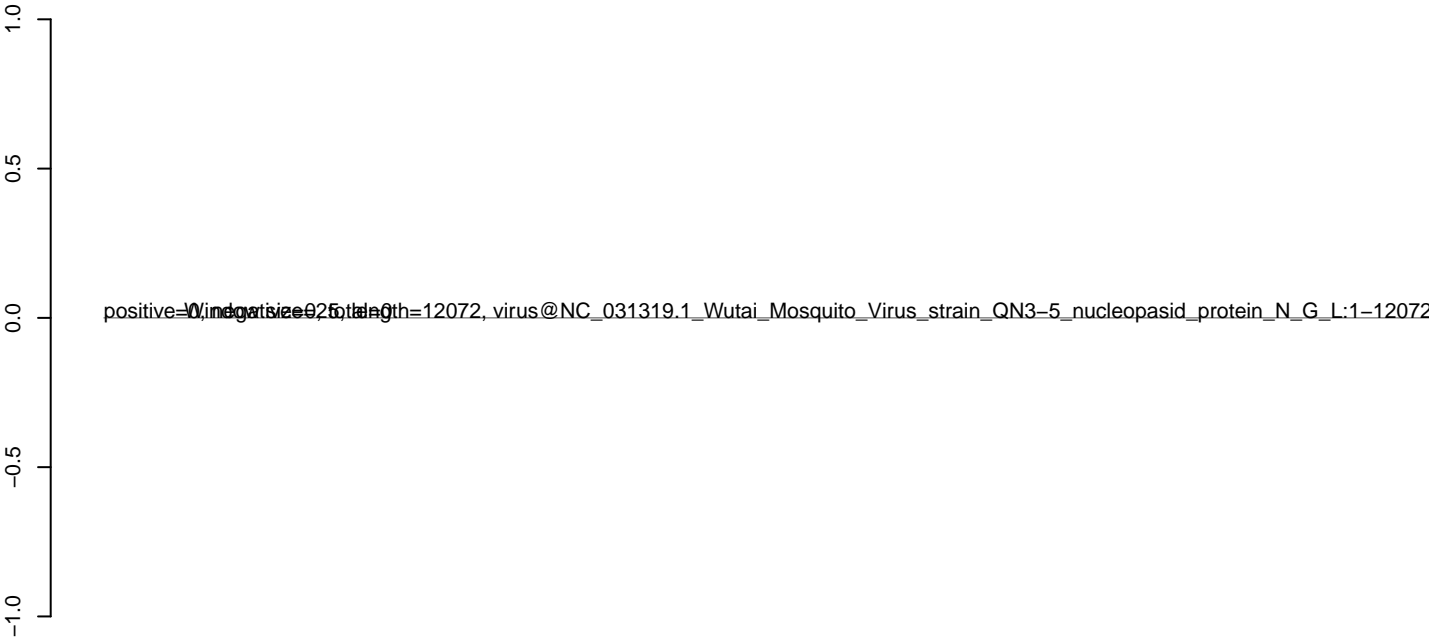 1.0
0.5
0.0
positive=0, negative=0, total=0
Window size=25, length=12072, virus@NC_031319.1_Wutai_Mosquito_Virus_strain_QN3−5_nucleopasid_protein_N_G_L:1−12072
−0.5
−1.0